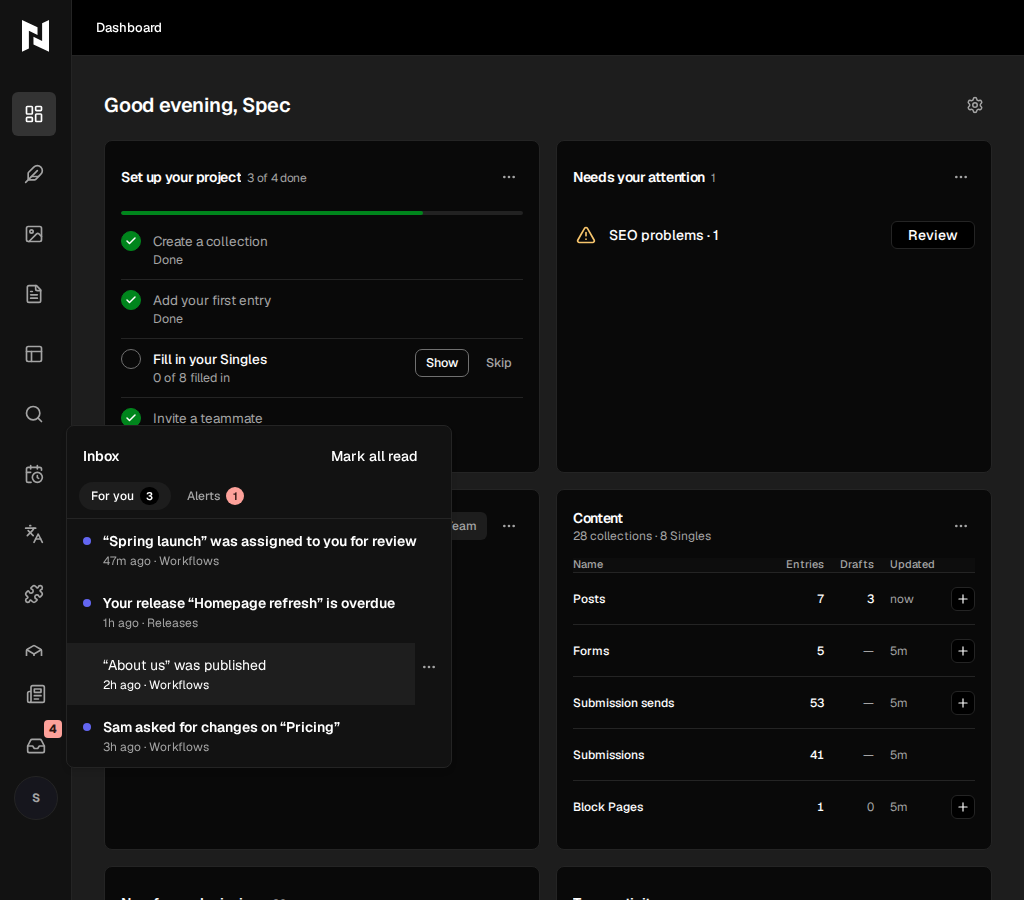 Dashboard
Good evening, Spec
Set up your project 3 of 4 done
Create a collection
Done
Add your first entry
Done
Fill in your Singles
0 of 8 filled in
Show
Skip
Invite a teammate
Needs your attention 1
SEO problems · 1
Review
Inbox
Mark all read
For you 3
Alerts 1
“Spring launch” was assigned to you for review
47m ago · Workflows
Your release “Homepage refresh” is overdue
1h ago · Releases
“About us” was published
2h ago · Workflows
Sam asked for changes on “Pricing”
3h ago · Workflows
4
S
Content
28 collections · 8 Singles
Name Entries Drafts Updated
Posts 7 3 now
Forms 5 — 5m
Submission sends 53 — 5m
Submissions 41 — 5m
Block Pages 1 0 5m